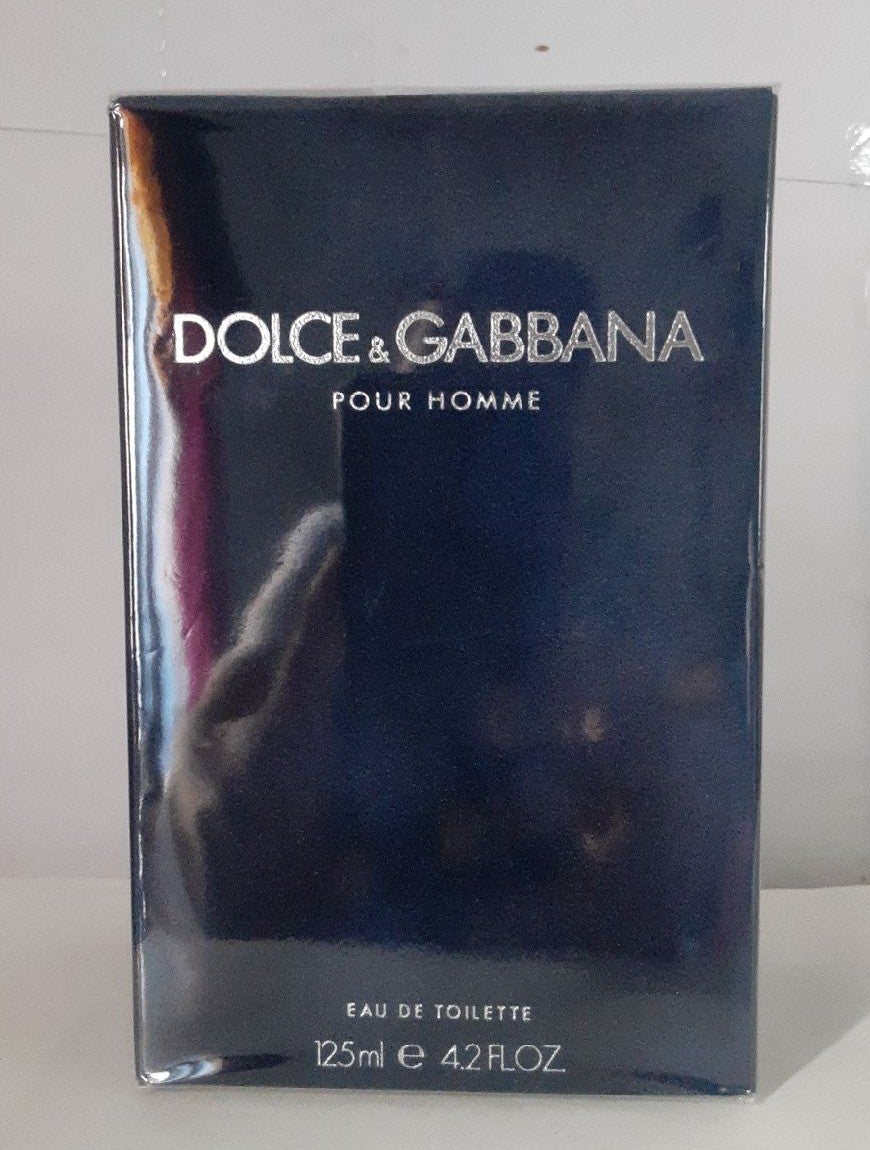 DOLCE & GABBANA
POUR HOMME
EAU DE TOILETTE
125ml e 4.2 FL.OZ.